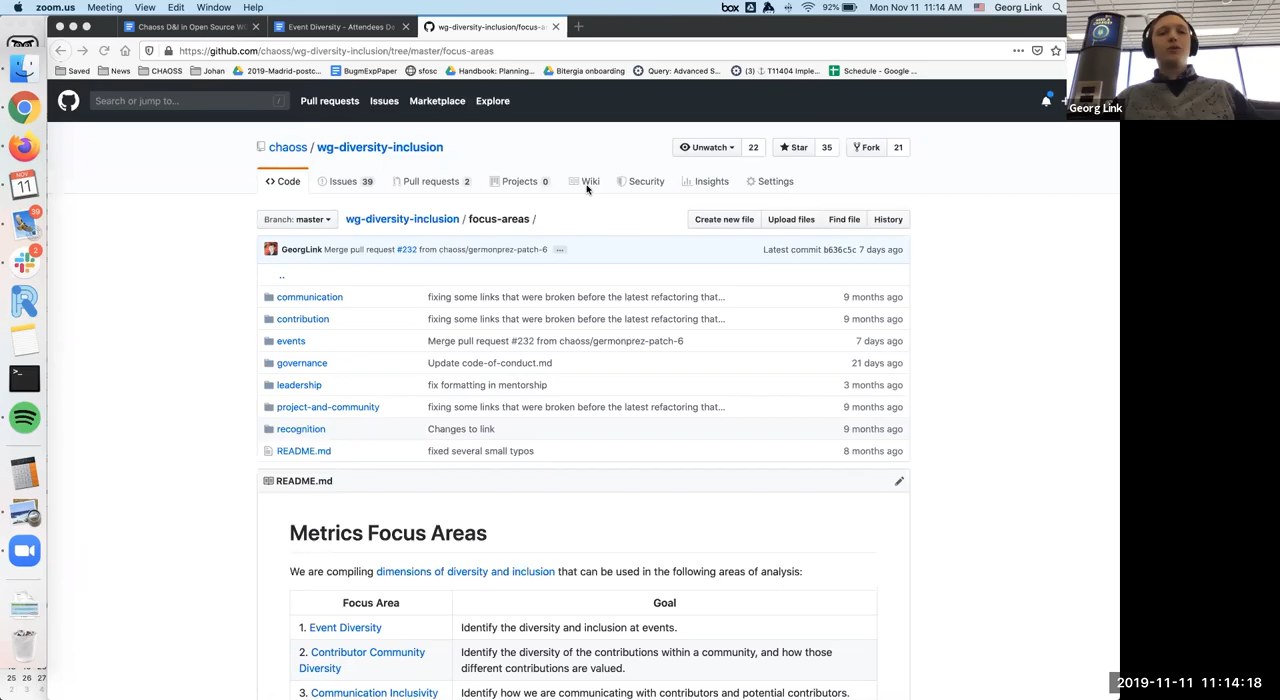 zoom.us Meeting View Edit Window Help
box 92% Mon Nov 11 11:14 AM Georg Link
Chaoss D&I in Open Source W
Event Diversity - Attendees De
wg-diversity-inclusion/focus-a
https://github.com/chaoss/wg-diversity-inclusion/tree/master/focus-areas
Saved News CHAOSS Johan 2019-Madrid-postc... BugmExpPaper sfosc Handbook: Planning... Bitergia onboarding Query: Advanced S... (3) T11404 Imple... Schedule - Google ...
Georg Link
Search or jump to... / Pull requests Issues Marketplace Explore
chaoss / wg-diversity-inclusion
Unwatch 22 Star 35 Fork 21
Code Issues 39 Pull requests 2 Projects 0 Wiki Security Insights Settings
Branch: master wg-diversity-inclusion / focus-areas /
Create new file Upload files Find file History
GeorgLink Merge pull request #232 from chaoss/germonprez-patch-6 ... Latest commit b636c5c 7 days ago
..
communication fixing some links that were broken before the latest refactoring that... 9 months ago
contribution fixing some links that were broken before the latest refactoring that... 9 months ago
events Merge pull request #232 from chaoss/germonprez-patch-6 7 days ago
governance Update code-of-conduct.md 21 days ago
leadership fix formatting in mentorship 3 months ago
project-and-community fixing some links that were broken before the latest refactoring that... 9 months ago
recognition Changes to link 9 months ago
README.md fixed several small typos 8 months ago
README.md
Metrics Focus Areas
We are compiling dimensions of diversity and inclusion that can be used in the following areas of analysis:
Focus Area Goal
1. Event Diversity Identify the diversity and inclusion at events.
2. Contributor Community Diversity Identify the diversity of the contributions within a community, and how those different contributions are valued.
3. Communication Inclusivity Identify how we are communicating with contributors and potential contributors.
NOV
11
39
2
25 26 27
2019-11-11 11:14:18